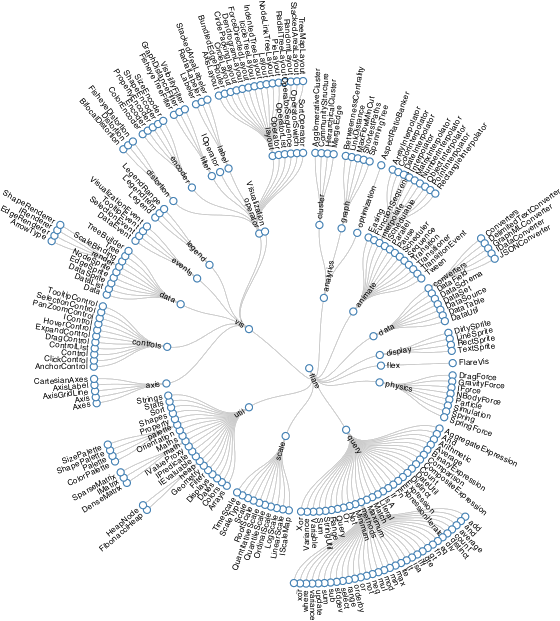 flare
analytics
cluster
AgglomerativeCluster
CommunityStructure
HierarchicalCluster
MergeEdge
graph
BetweennessCentrality
LinkDistance
MaxFlowMinCut
ShortestPaths
SpanningTree
optimization
AspectRatioBanker
animate
Easing
FunctionSequence
interpolate
ArrayInterpolator
ColorInterpolator
DateInterpolator
Interpolator
MatrixInterpolator
NumberInterpolator
ObjectInterpolator
PointInterpolator
RectangleInterpolator
ISchedulable
Parallel
Pause
Scheduler
Sequence
Transition
Transitioner
TransitionEvent
Tween
data
converters
Converters
DelimitedTextConverter
GraphMLConverter
IDataConverter
JSONConverter
DataField
DataSchema
DataSet
DataSource
DataTable
DataUtil
display
DirtySprite
LineSprite
RectSprite
TextSprite
flex
FlareVis
physics
DragForce
GravityForce
IForce
NBodyForce
Particle
Simulation
Spring
SpringForce
query
AggregateExpression
And
Arithmetic
Average
BinaryExpression
Comparison
CompositeExpression
Count
DateUtil
Distinct
Expression
ExpressionIterator
Fn
If
IsA
Literal
Match
Maximum
methods
add
and
average
count
distinct
div
eq
fn
gt
gte
iff
isa
lt
lte
max
min
mod
mul
neq
not
or
orderby
range
select
stddev
sub
sum
update
variance
where
xor
Minimum
Not
Or
Query
Range
StringUtil
Sum
Variable
Variance
Xor
scale
IScaleMap
LinearScale
LogScale
OrdinalScale
QuantileScale
QuantitativeScale
RootScale
Scale
ScaleType
TimeScale
util
Arrays
Colors
Dates
Displays
Filter
Geometry
heap
FibonacciHeap
HeapNode
IEvaluable
IPredicate
IValueProxy
math
DenseMatrix
IMatrix
SparseMatrix
Maths
Orientation
palette
ColorPalette
Palette
ShapePalette
SizePalette
Property
Shapes
Sort
Stats
Strings
vis
axis
Axes
Axis
AxisGridLine
AxisLabel
CartesianAxes
controls
AnchorControl
ClickControl
Control
ControlList
DragControl
ExpandControl
HoverControl
IControl
PanZoomControl
SelectionControl
TooltipControl
data
Data
DataList
DataSprite
EdgeSprite
NodeSprite
render
ArrowType
EdgeRenderer
IRenderer
ShapeRenderer
ScaleBinding
Tree
TreeBuilder
events
DataEvent
SelectionEvent
TooltipEvent
VisualizationEvent
legend
Legend
LegendItem
LegendRange
operator
distortion
BifocalDistortion
Distortion
FisheyeDistortion
encoder
ColorEncoder
Encoder
PropertyEncoder
ShapeEncoder
SizeEncoder
filter
FisheyeTreeFilter
GraphDistanceFilter
VisibilityFilter
IOperator
label
Labeler
RadialLabeler
StackedAreaLabeler
layout
AxisLayout
BundledEdgeRouter
CircleLayout
CirclePackingLayout
DendrogramLayout
ForceDirectedLayout
IcicleTreeLayout
IndentedTreeLayout
Layout
NodeLinkTreeLayout
PieLayout
RadialTreeLayout
RandomLayout
StackedAreaLayout
TreeMapLayout
Operator
OperatorList
OperatorSequence
OperatorSwitch
SortOperator
Visualization